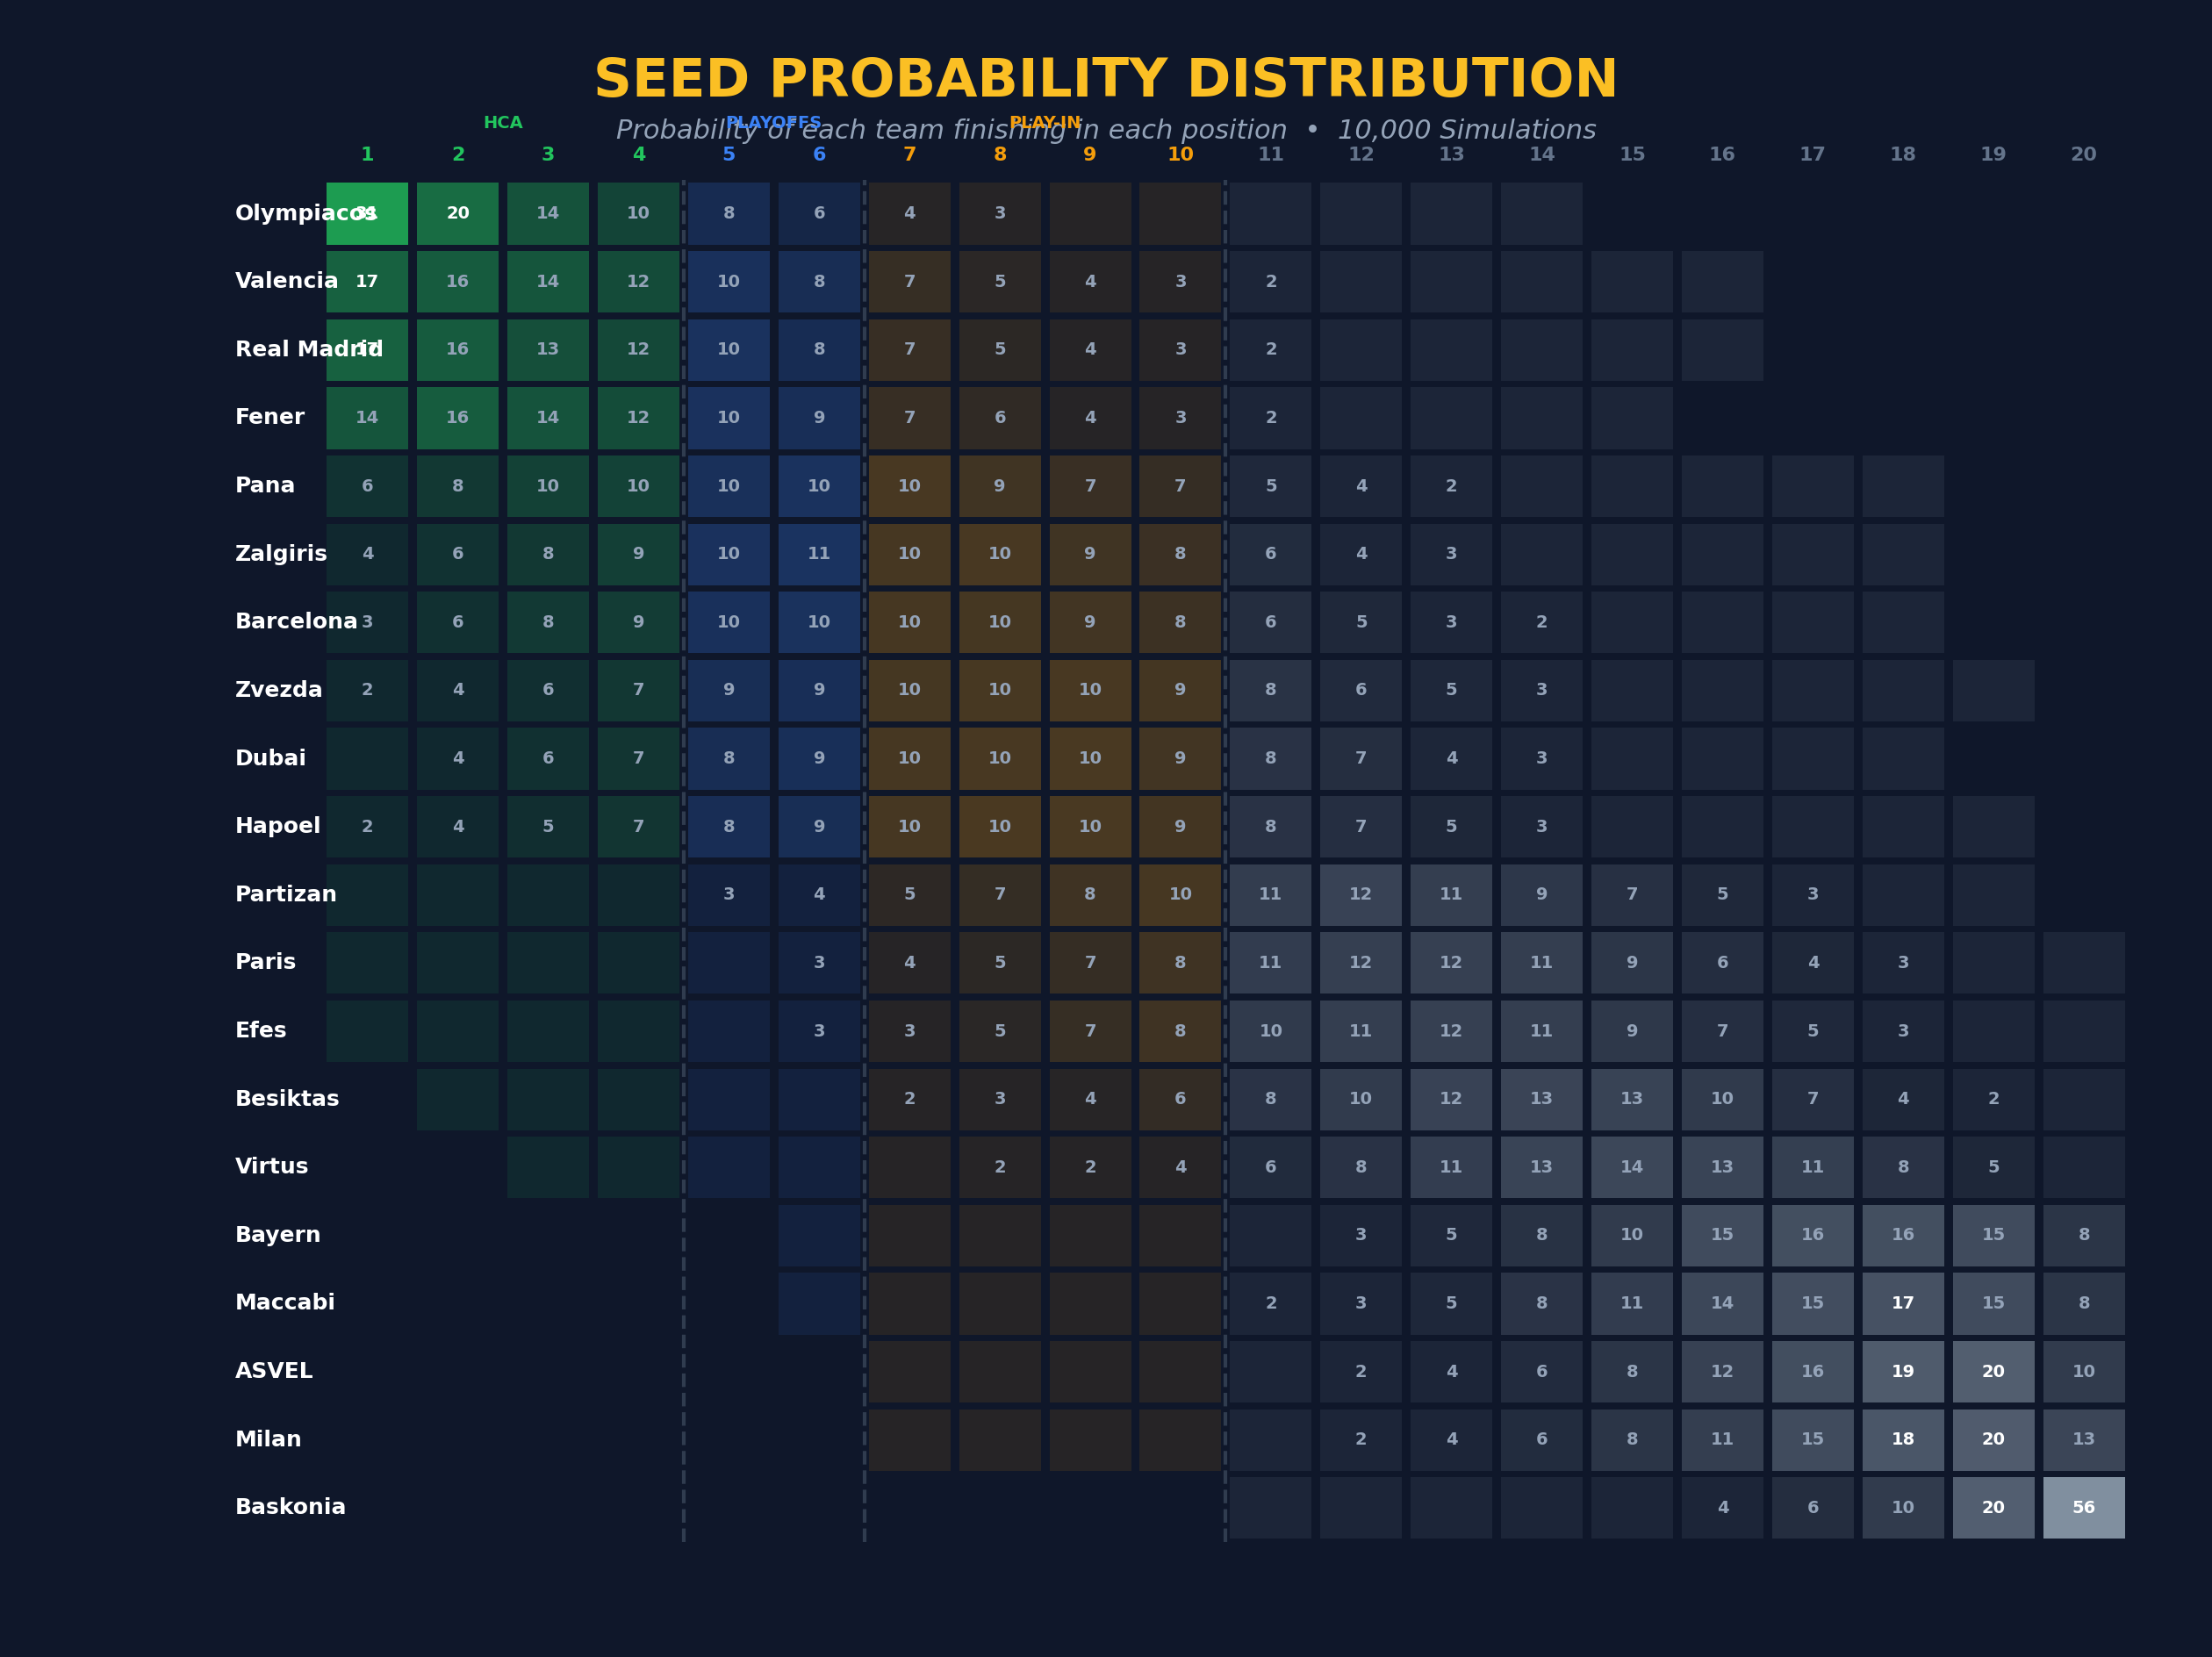 SEED PROBABILITY DISTRIBUTION
HCA PLAYOFFS PLAY-IN
Probability of each team finishing in each position • 10,000 Simulations
1 2 3 4 5 6 7 8 9 10 11 12 13 14 15 16 17 18 19 20
Olympiacos 31 20 14 10 8 6 4 3
Valencia 17 16 14 12 10 8 7 5 4 3 2
Real Madrid 17 16 13 12 10 8 7 5 4 3 2
Fener 14 16 14 12 10 9 7 6 4 3 2
Pana 6 8 10 10 10 10 10 9 7 7 5 4 2
Zalgiris 4 6 8 9 10 11 10 10 9 8 6 4 3
Barcelona 3 6 8 9 10 10 10 10 9 8 6 5 3 2
Zvezda 2 4 6 7 9 9 10 10 10 9 8 6 5 3
Dubai 4 6 7 8 9 10 10 10 9 8 7 4 3
Hapoel 2 4 5 7 8 9 10 10 10 9 8 7 5 3
Partizan 3 4 5 7 8 10 11 12 11 9 7 5 3
Paris 3 4 5 7 8 11 12 12 11 9 6 4 3
Efes 3 3 5 7 8 10 11 12 11 9 7 5 3
Besiktas 2 3 4 6 8 10 12 13 13 10 7 4 2
Virtus 2 2 4 6 8 11 13 14 13 11 8 5
Bayern 3 5 8 10 15 16 16 15 8
Maccabi 2 3 5 8 11 14 15 17 15 8
ASVEL 2 4 6 8 12 16 19 20 10
Milan 2 4 6 8 11 15 18 20 13
Baskonia 4 6 10 20 56